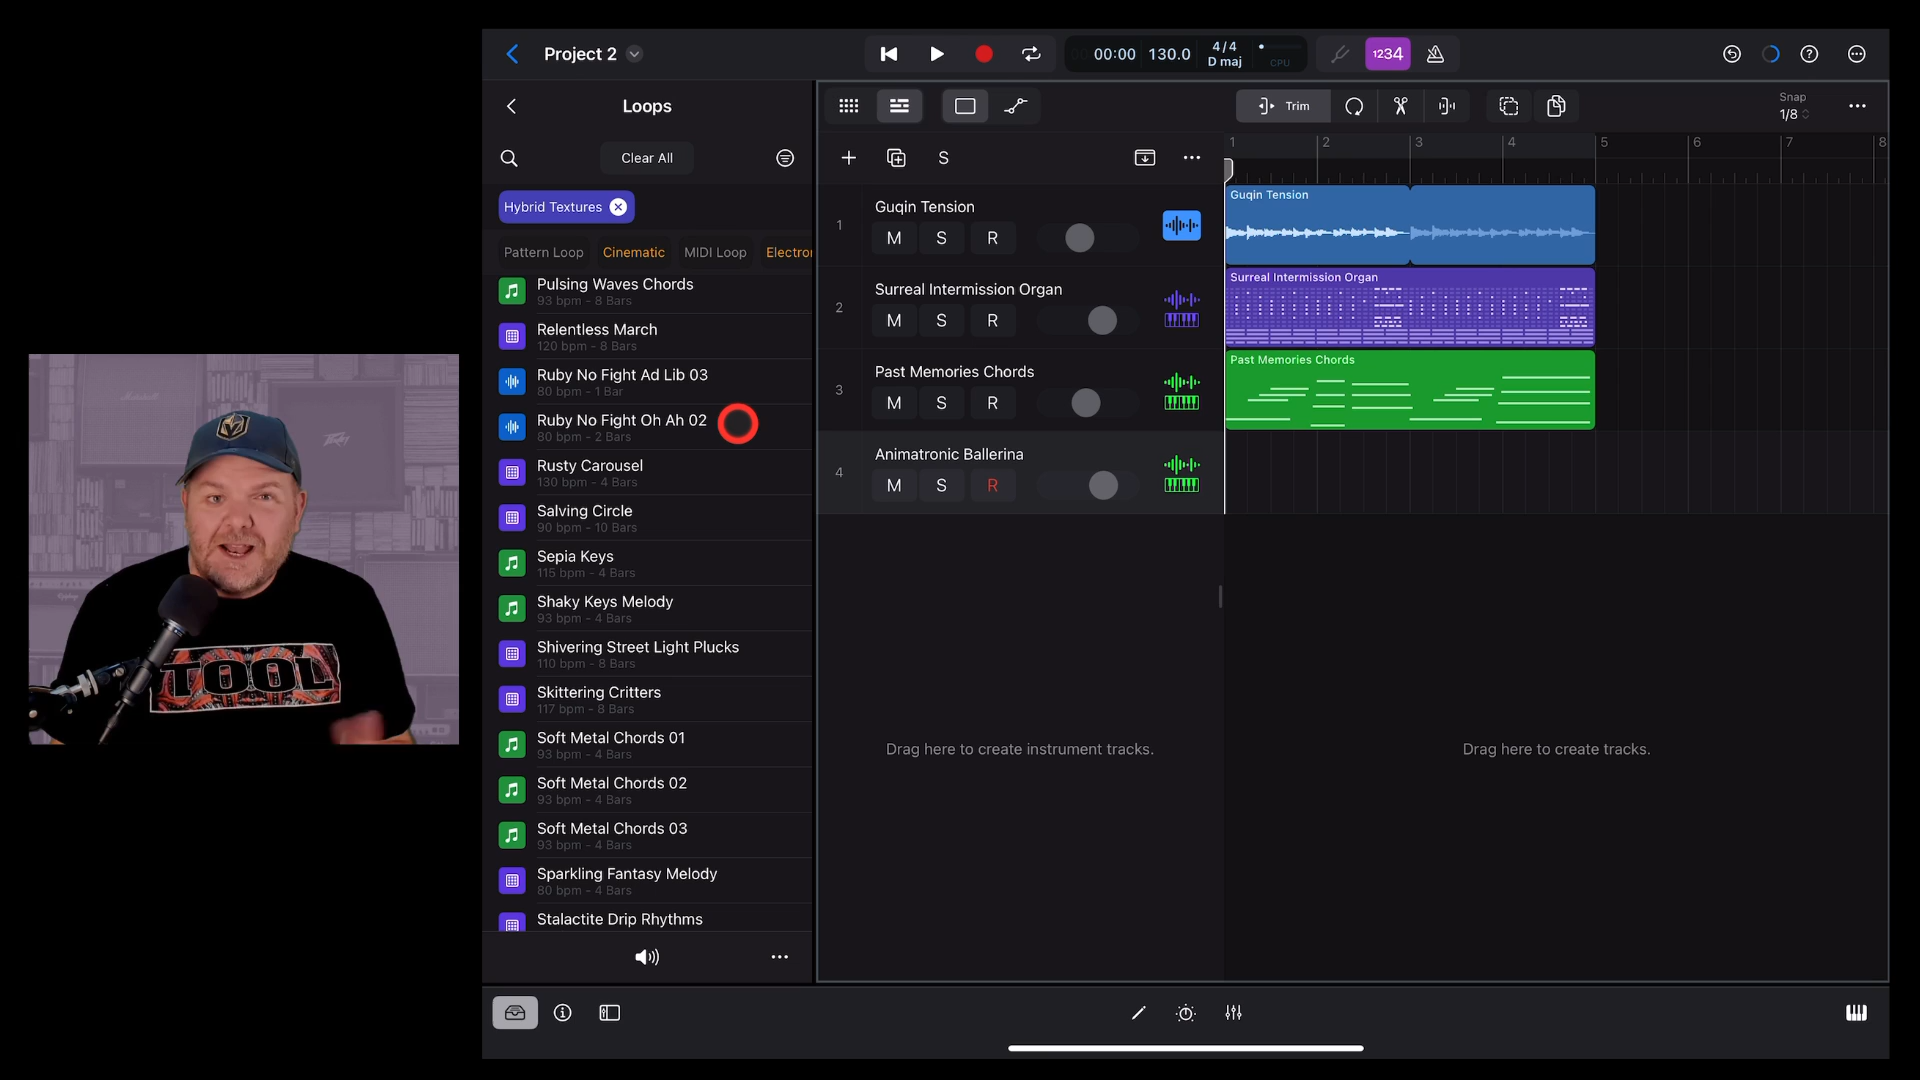 Project 2
00:00
130.0
4/4
D maj
CPU
1234
Loops
Clear All
Hybrid Textures
Pattern Loop
Cinematic
MIDI Loop
Electror
Pulsing Waves Chords
93 bpm - 8 Bars
Relentless March
120 bpm - 8 Bars
Ruby No Fight Ad Lib 03
80 bpm - 1 Bar
Ruby No Fight Oh Ah 02
80 bpm - 2 Bars
Rusty Carousel
130 bpm - 4 Bars
Salving Circle
90 bpm - 10 Bars
Sepia Keys
115 bpm - 4 Bars
Shaky Keys Melody
93 bpm - 4 Bars
Shivering Street Light Plucks
110 bpm - 8 Bars
Skittering Critters
117 bpm - 8 Bars
Soft Metal Chords 01
93 bpm - 4 Bars
Soft Metal Chords 02
93 bpm - 4 Bars
Soft Metal Chords 03
93 bpm - 4 Bars
Sparkling Fantasy Melody
80 bpm - 4 Bars
Stalactite Drip Rhythms
Trim
Snap
1/8
S
1 2 3 4 5 6 7 8
1
Guqin Tension
M S R
2
Surreal Intermission Organ
M S R
3
Past Memories Chords
M S R
4
Animatronic Ballerina
M S R
Guqin Tension
Surreal Intermission Organ
Past Memories Chords
Drag here to create instrument tracks.
Drag here to create tracks.
TOOL